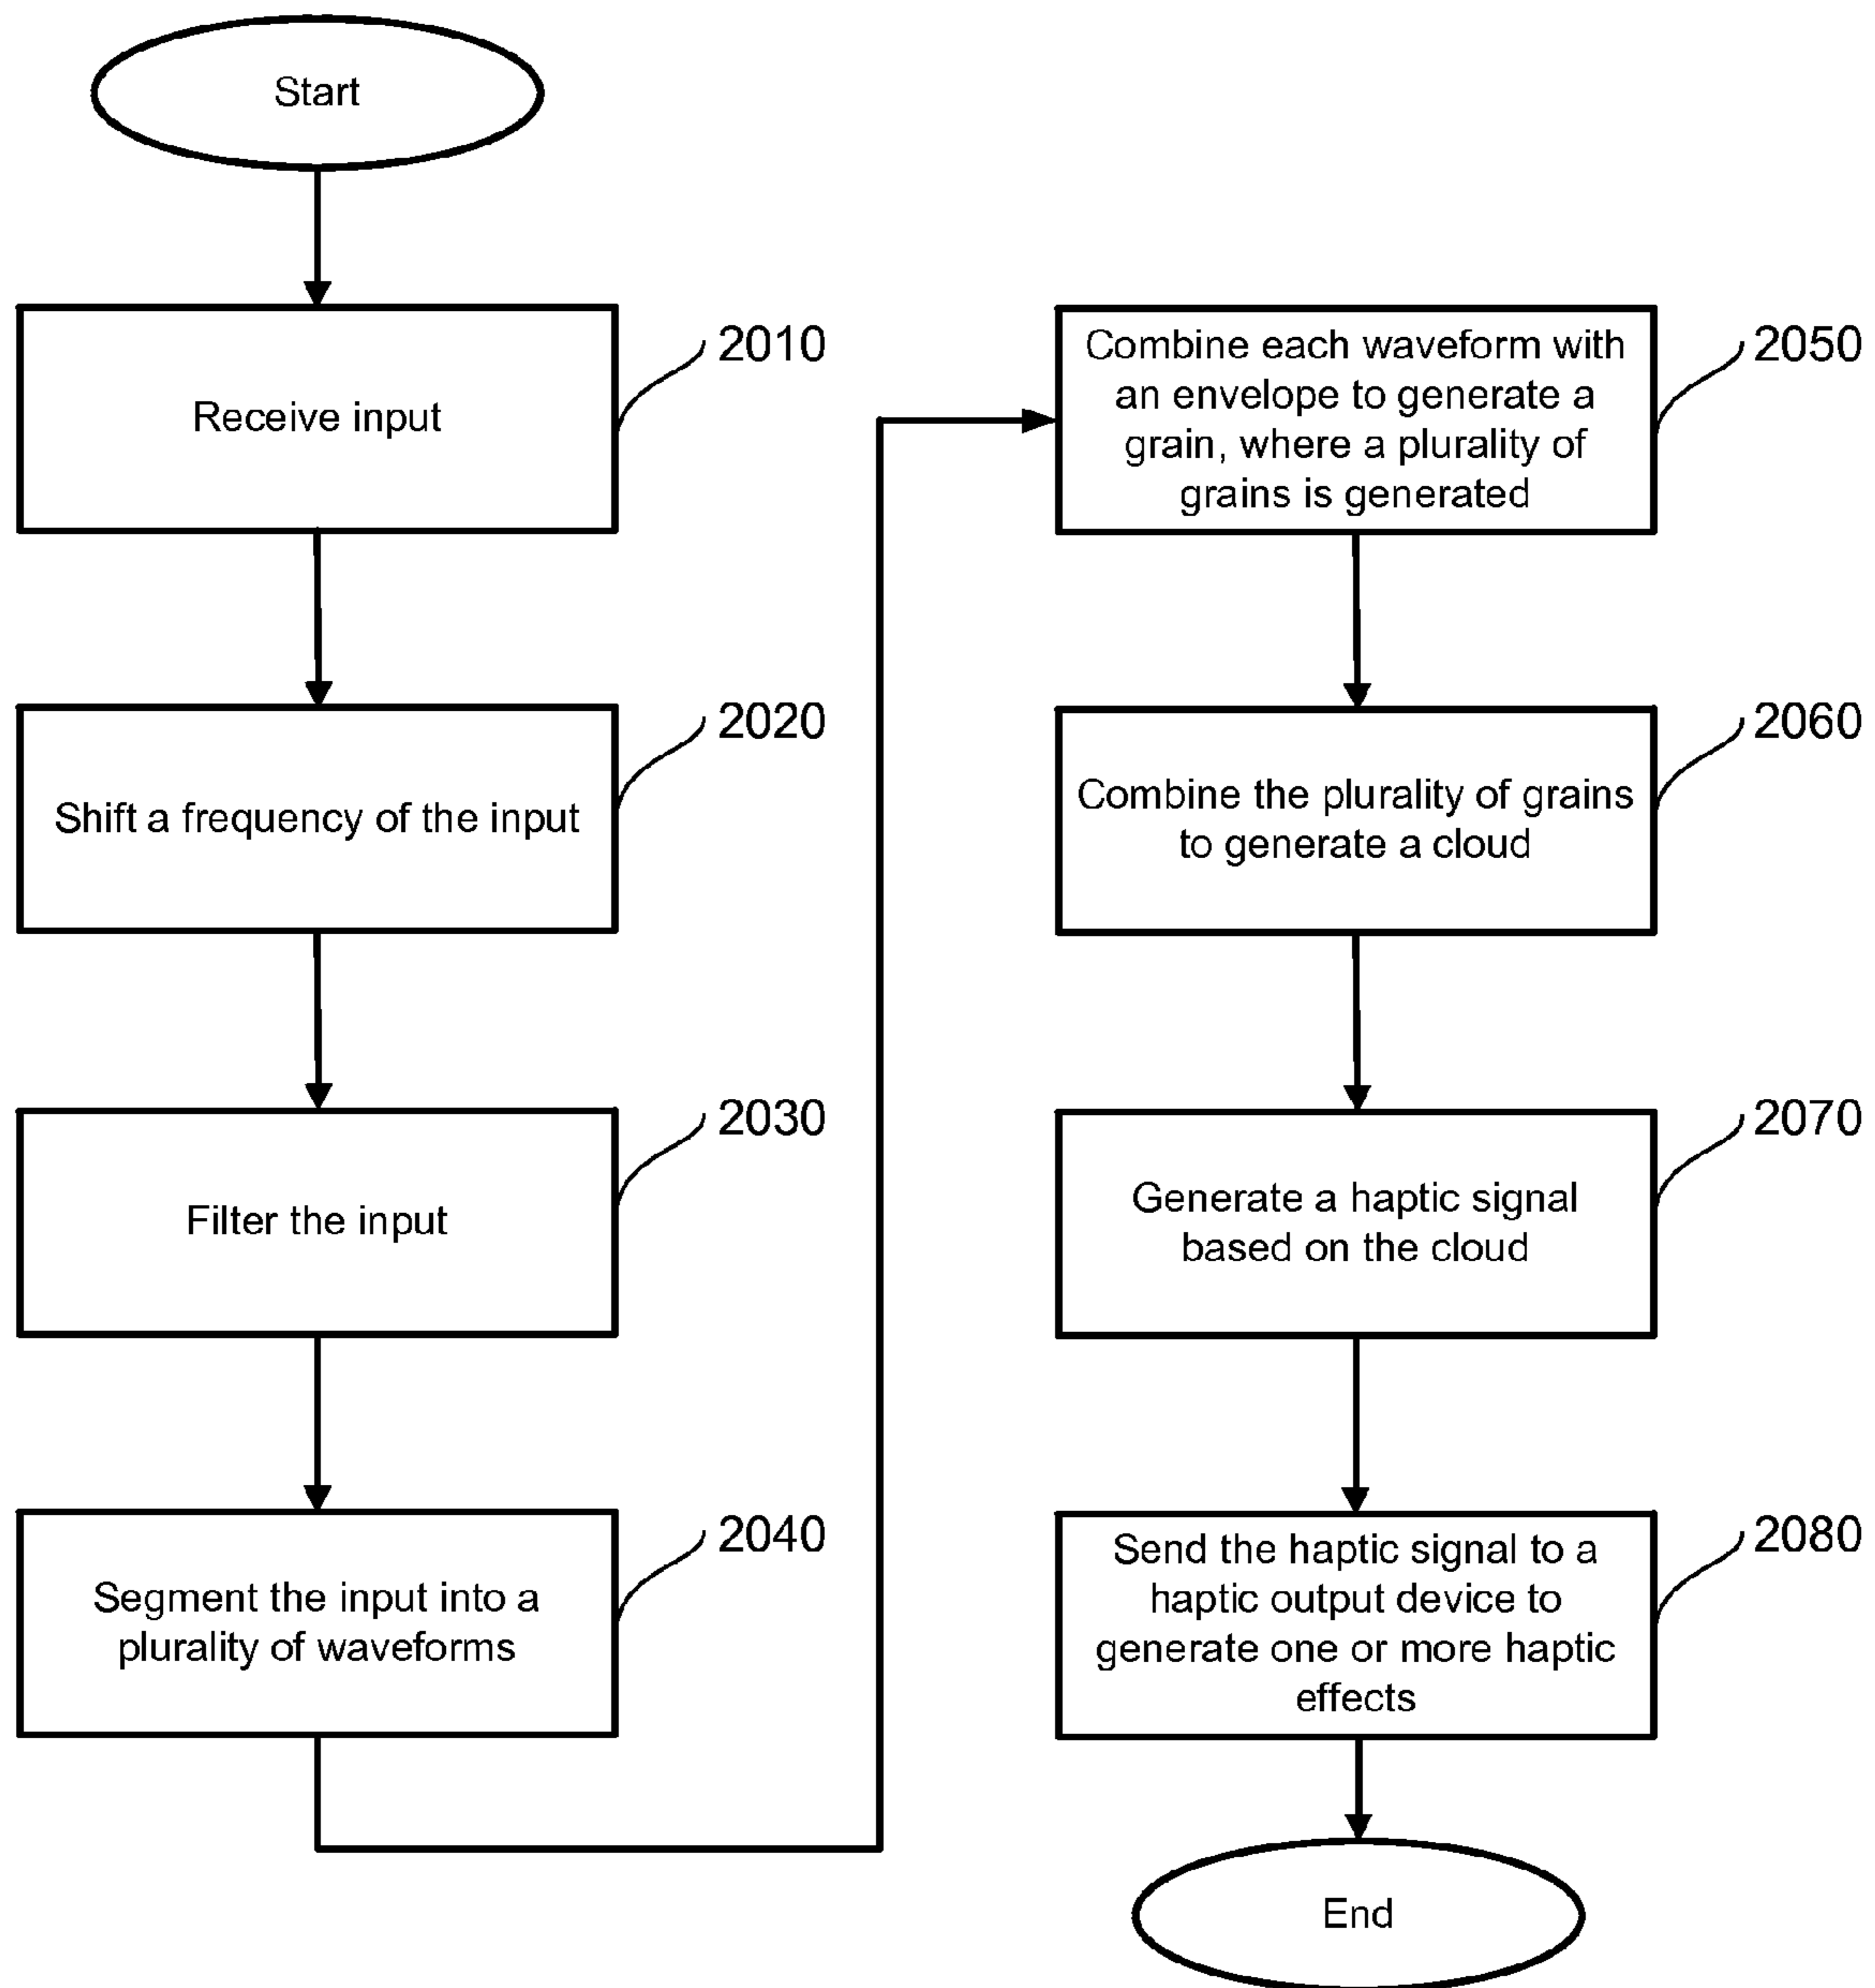 Start
Receive input
2010
Shift a frequency of the input
2020
Filter the input
2030
Segment the input into a
plurality of waveforms
2040
Combine each waveform with
an envelope to generate a
grain, where a plurality of
grains is generated
2050
Combine the plurality of grains
to generate a cloud
2060
Generate a haptic signal
based on the cloud
2070
Send the haptic signal to a
haptic output device to
generate one or more haptic
effects
2080
End